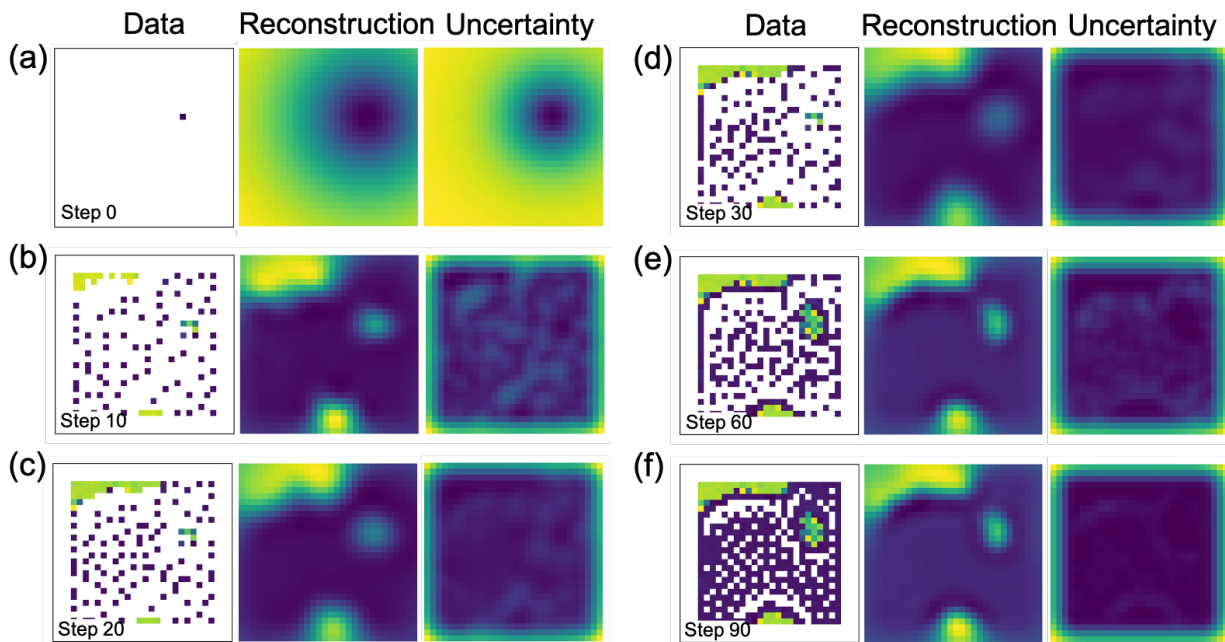 Data Reconstruction Uncertainty
(a)
Step 0
(b)
Step 10
(c)
Step 20
Data Reconstruction Uncertainty
(d)
Step 30
(e)
Step 60
(f)
Step 90